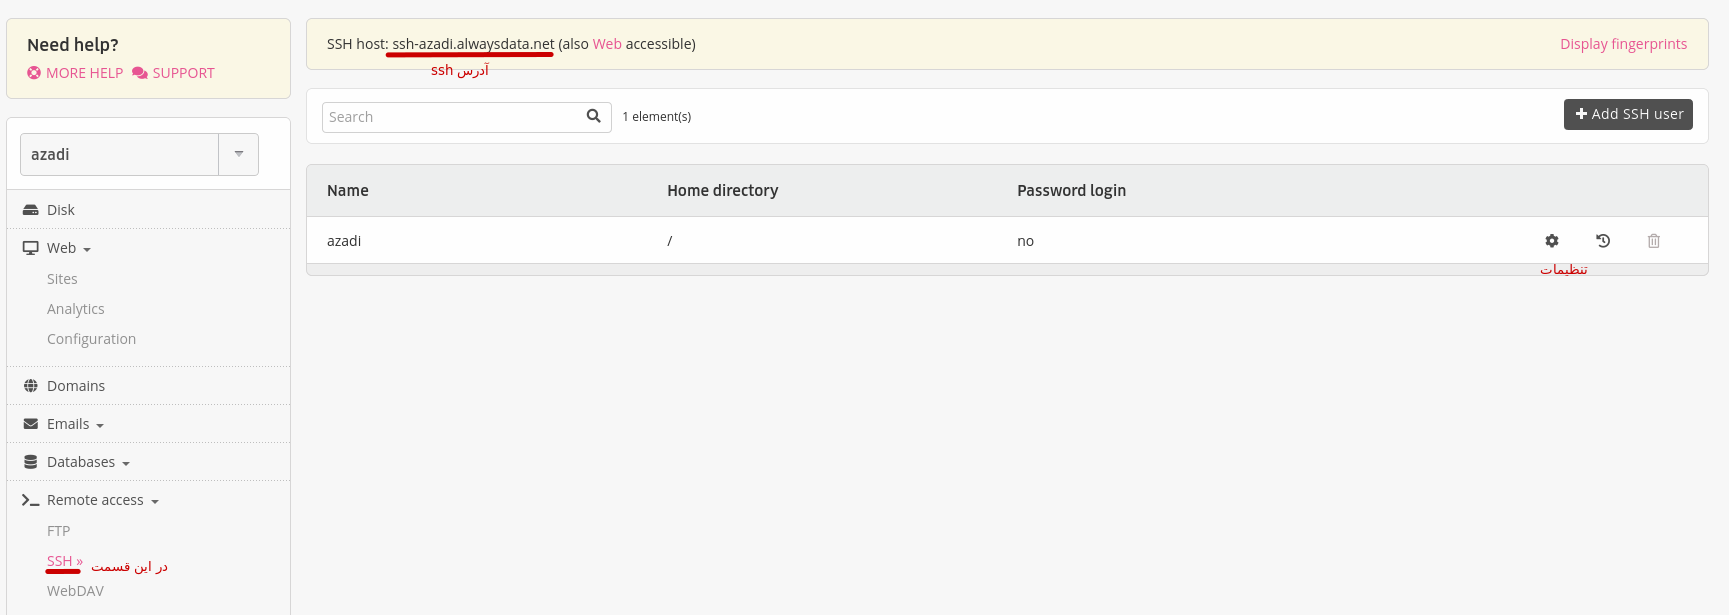 Need help?
MORE HELP SUPPORT
azadi
Disk
Web
Sites
Analytics
Configuration
Domains
Emails
Databases
Remote access
FTP
SSH »
در این قسمت
WebDAV
SSH host: ssh-azadi.alwaysdata.net (also Web accessible)
Display fingerprints
آدرس ssh
Search
1 element(s)
Add SSH user
Name Home directory Password login
azadi / no
تنظیمات